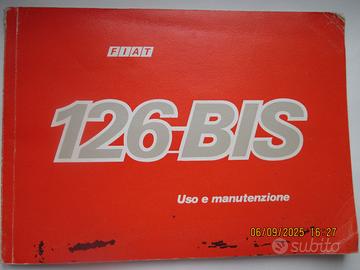 FIAT
126 BIS
Uso e manutenzione
06/09/2025 16:27
subito